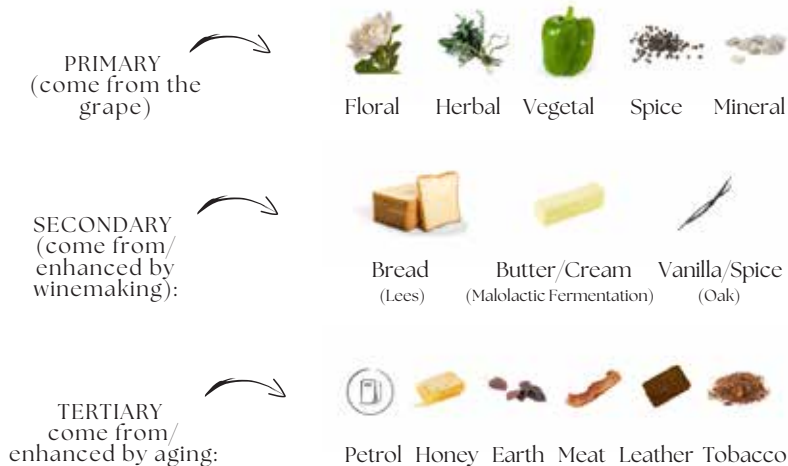 PRIMARY
(come from the
grape)
Floral Herbal Vegetal Spice Mineral
SECONDARY
(come from/
enhanced by
winemaking):
Bread Butter/Cream Vanilla/Spice
(Lees) (Malolactic Fermentation) (Oak)
TERTIARY
come from/
enhanced by aging:
Petrol Honey Earth Meat Leather Tobacco